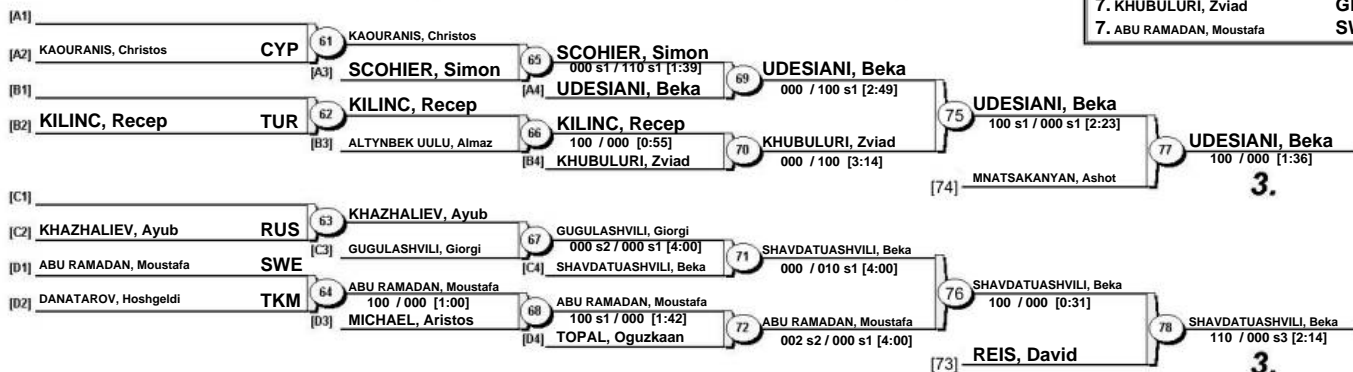 7. KHUBULURI, Zviad
7. ABU RAMADAN, Moustafa
[A1]
[A2] KAOURANIS, Christos CYP
61
KAOURANIS, Christos
[A3] SCOHIER, Simon
65
SCOHIER, Simon
000 s1 / 110 s1 [1:39]
[A4] UDESIANI, Beka
69
UDESIANI, Beka
000 / 100 s1 [2:49]
[B1]
[B2] KILINC, Recep TUR
62
KILINC, Recep
[B3] ALTYNBEK UULU, Almaz
66
KILINC, Recep
100 / 000 [0:55]
[B4] KHUBULURI, Zviad
70
KHUBULURI, Zviad
000 / 100 [3:14]
75
UDESIANI, Beka
100 s1 / 000 s1 [2:23]
[74] MNATSAKANYAN, Ashot
77
UDESIANI, Beka
100 / 000 [1:36]
3.
[C1]
[C2] KHAZHALIEV, Ayub RUS
63
KHAZHALIEV, Ayub
[C3] GUGULASHVILI, Giorgi
67
GUGULASHVILI, Giorgi
000 s2 / 000 s1 [4:00]
[C4] SHAVDATUASHVILI, Beka
71
SHAVDATUASHVILI, Beka
000 / 010 s1 [4:00]
[D1] ABU RAMADAN, Moustafa SWE
[D2] DANATAROV, Hoshgeldi TKM
64
ABU RAMADAN, Moustafa
100 / 000 [1:00]
[D3] MICHAEL, Aristos
68
ABU RAMADAN, Moustafa
100 s1 / 000 [1:42]
[D4] TOPAL, Oguzkaan
72
ABU RAMADAN, Moustafa
002 s2 / 000 s1 [4:00]
76
SHAVDATUASHVILI, Beka
100 / 000 [0:31]
[73] REIS, David
78
SHAVDATUASHVILI, Beka
110 / 000 s3 [2:14]
3.